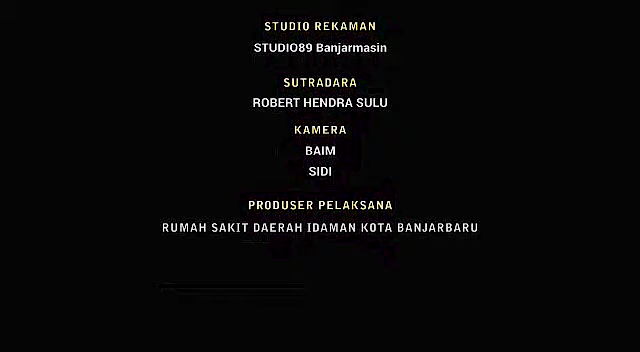 STUDIO REKAMAN
STUDIO89 Banjarmasin
SUTRADARA
ROBERT HENDRA SULU
KAMERA
BAIM
SIDI
PRODUSER PELAKSANA
RUMAH SAKIT DAERAH IDAMAN KOTA BANJARBARU